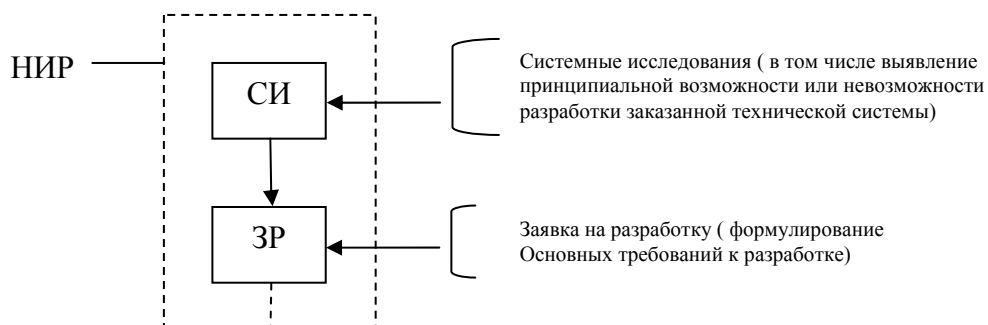 НИР
СИ
Системные исследования ( в том числе выявление
принципиальной возможности или невозможности
разработки заказанной технической системы)
ЗР
Заявка на разработку ( формулирование
Основных требований к разработке)